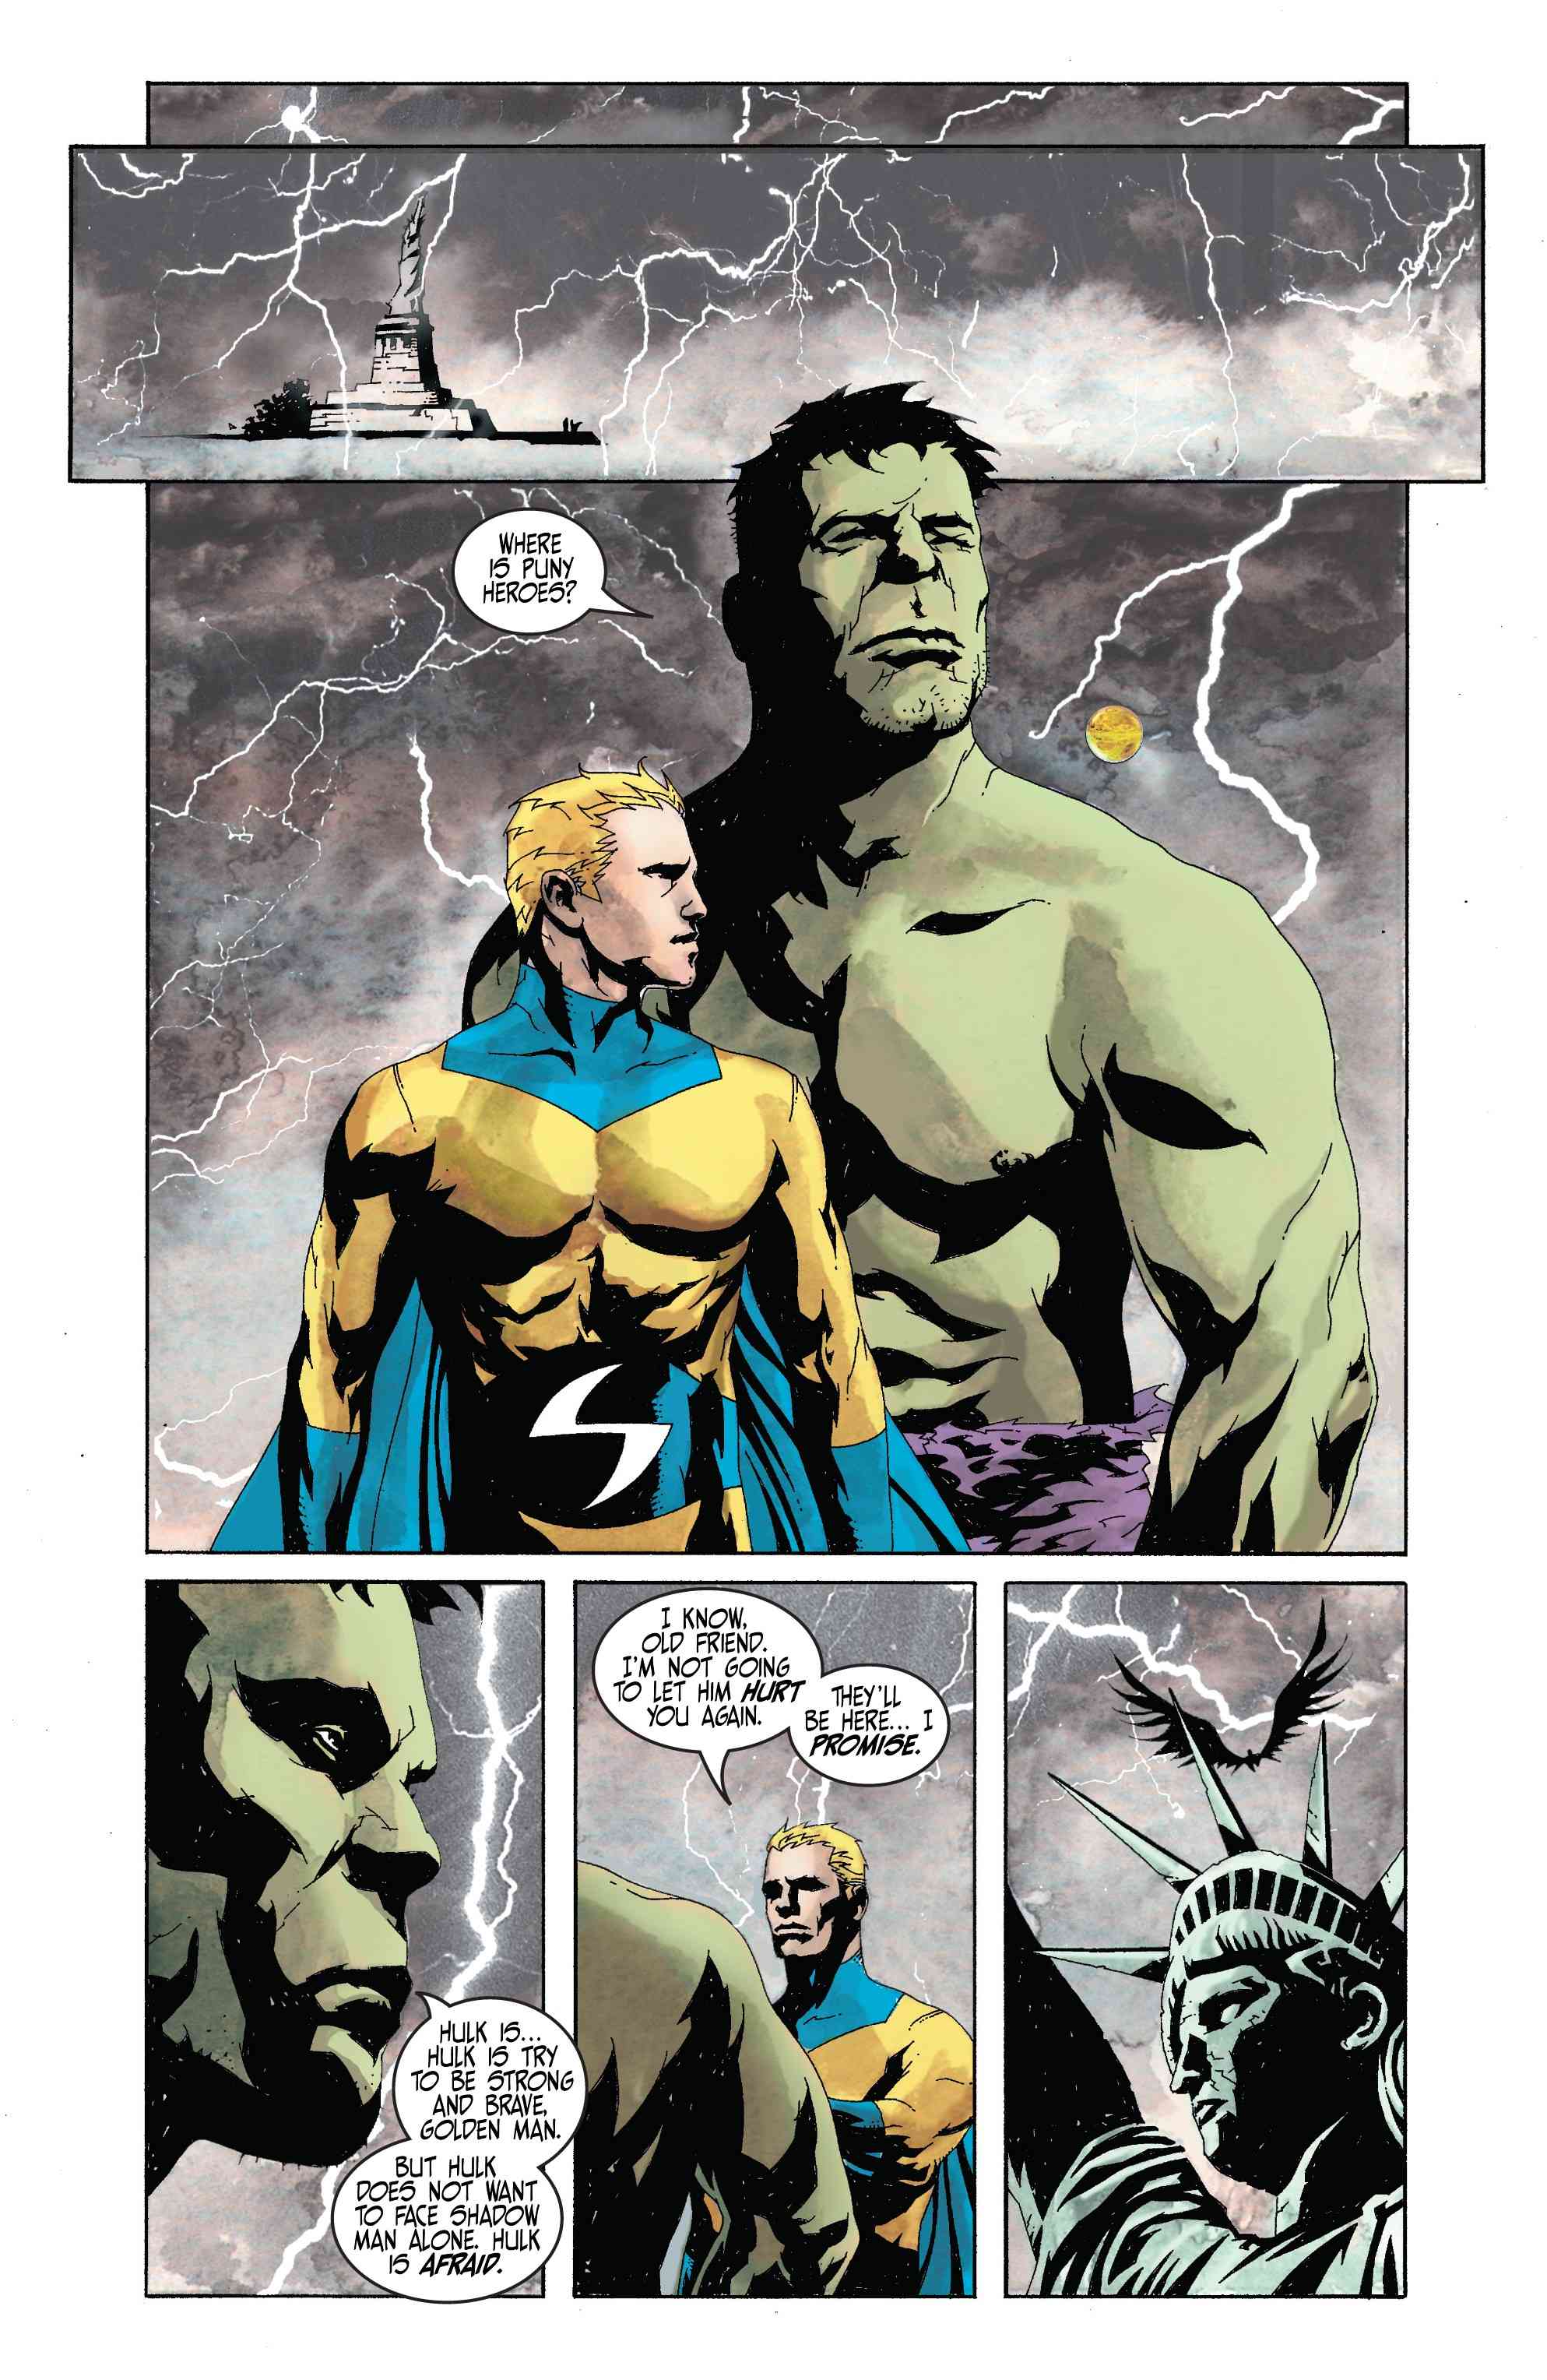 WHERE
IS PUNY
HEROES?
HULK IS...
HULK IS TRY
TO BE STRONG
AND BRAVE,
GOLDEN MAN.
BUT HULK
DOES NOT WANT
TO FACE SHADOW
MAN ALONE. HULK
IS AFRAID.
I KNOW,
OLD FRIEND.
I'M NOT GOING
TO LET HIM HURT
YOU AGAIN.
THEY'LL
BE HERE... I
PROMISE.